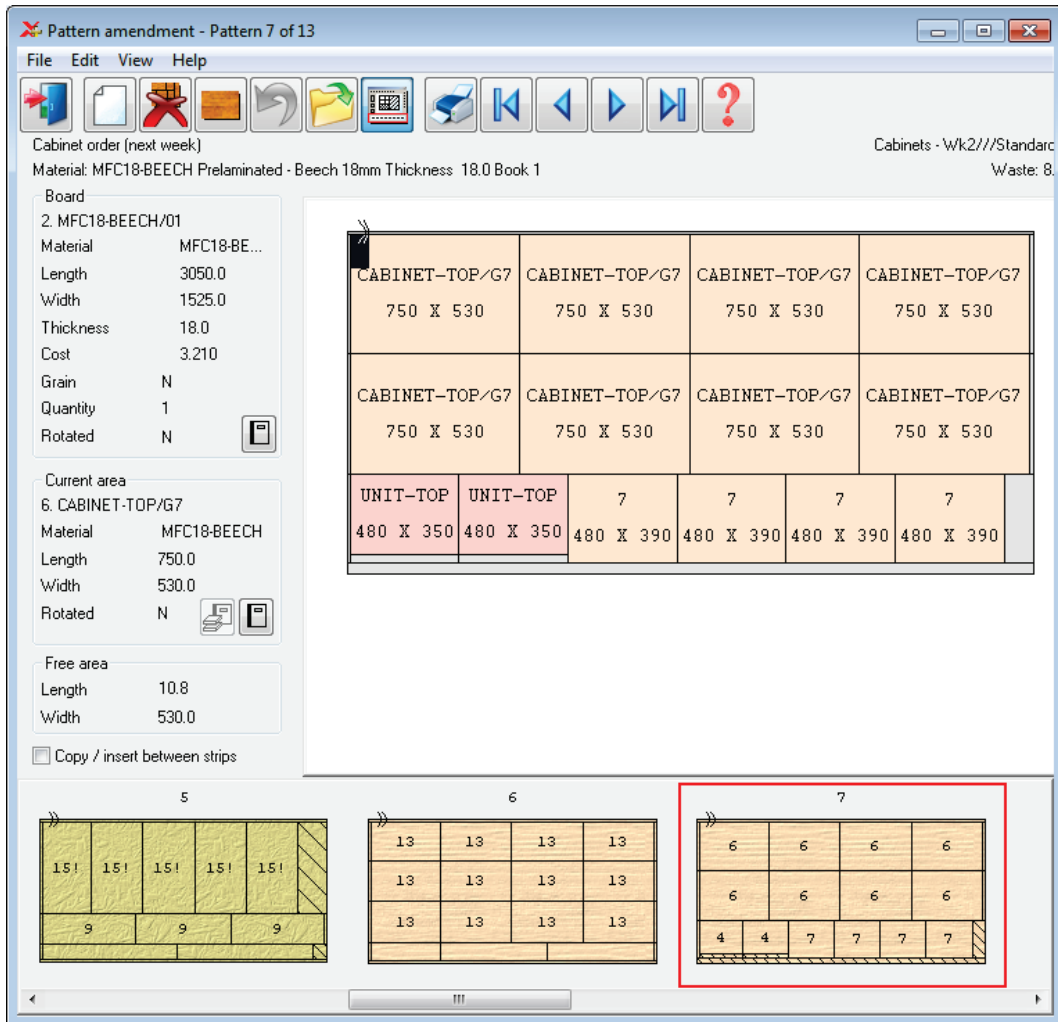 Pattern amendment - Pattern 7 of 13
File Edit View Help
Cabinet order (next week) Cabinets - Wk2///Standarc
Material: MFC18-BEECH Prelaminated - Beech 18mm Thickness 18.0 Book 1 Waste: 8.
Board
2. MFC18-BEECH/01
Material MFC18-BE...
Length 3050.0
Width 1525.0
Thickness 18.0
Cost 3.210
Grain N
Quantity 1
Rotated N
Current area
6. CABINET-TOP/G7
Material MFC18-BEECH
Length 750.0
Width 530.0
Rotated N
Free area
Length 10.8
Width 530.0
Copy / insert between strips
CABINET-TOP/G7 CABINET-TOP/G7 CABINET-TOP/G7 CABINET-TOP/G7
750 X 530 750 X 530 750 X 530 750 X 530
CABINET-TOP/G7 CABINET-TOP/G7 CABINET-TOP/G7 CABINET-TOP/G7
750 X 530 750 X 530 750 X 530 750 X 530
UNIT-TOP UNIT-TOP 7 7 7 7
480 X 350 480 X 350 480 X 390 480 X 390 480 X 390 480 X 390
5
15! 15! 15! 15! 15!
9 9 9
6
13 13 13 13
13 13 13 13
13 13 13 13
7
6 6 6 6
6 6 6 6
4 4 7 7 7 7